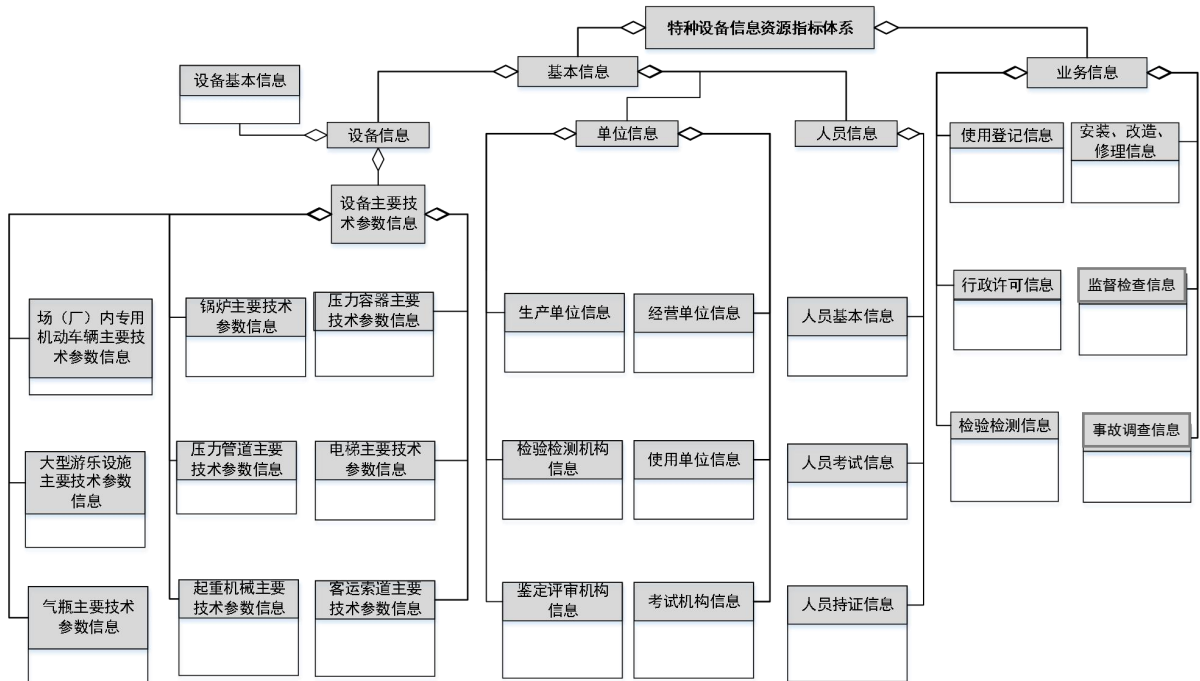 特种设备信息资源指标体系
基本信息
业务信息
设备基本信息
设备信息
单位信息
人员信息
使用登记信息
安装、改造、
修理信息
设备主要技
术参数信息
行政许可信息
监督检查信息
场（厂）内专用
机动车辆主要技
术参数信息
锅炉主要技术
参数信息
压力容器主要
技术参数信息
生产单位信息
经营单位信息
人员基本信息
检验检测信息
事故调查信息
大型游乐设施
主要技术参数
信息
压力管道主要
技术参数信息
电梯主要技术
参数信息
检验检测机构
信息
使用单位信息
人员考试信息
气瓶主要技术
参数信息
起重机械主要
技术参数信息
客运索道主要
技术参数信息
鉴定评审机构
信息
考试机构信息
人员持证信息